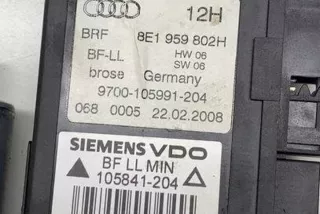 12H
BRF 8E1 959 802H
BF-LL HW 06
SW 06
brose Germany
9700-105991-204
068 0005 22.02.2008
SIEMENS VDO
BF LL MIN
105841-204